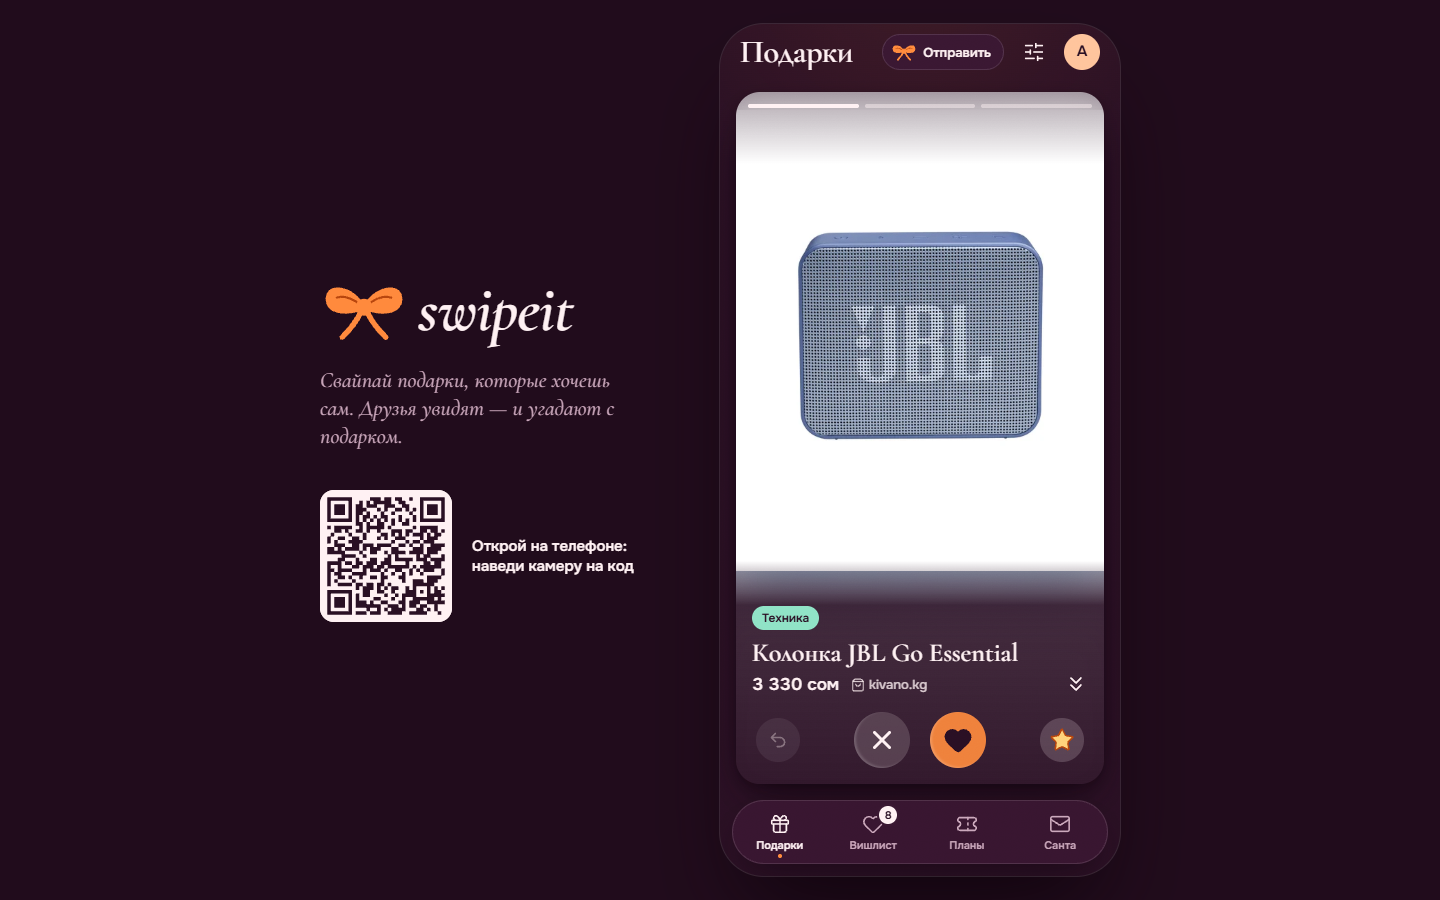 swipeit
Свайпай подарки, которые хочешь
сам. Друзья увидят — и угадают с
подарком.
Открой на телефоне:
наведи камеру на код
Подарки
Отправить
A
JBL
Техника
Колонка JBL Go Essential
3 330 сом
kivano.kg
Подарки
8
Вишлист
Планы
Санта